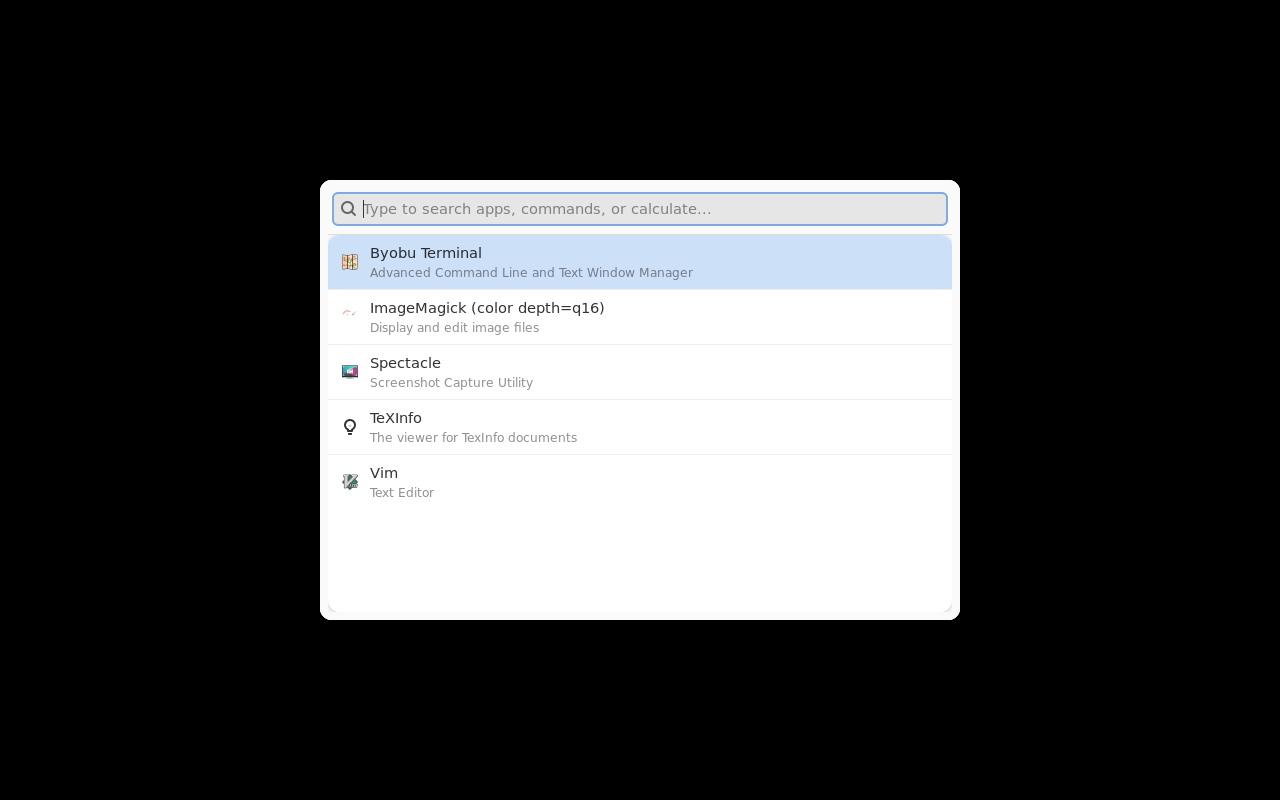 Type to search apps, commands, or calculate...
Byobu Terminal
Advanced Command Line and Text Window Manager
ImageMagick (color depth=q16)
Display and edit image files
Spectacle
Screenshot Capture Utility
TeXInfo
The viewer for TexInfo documents
Vim
Text Editor